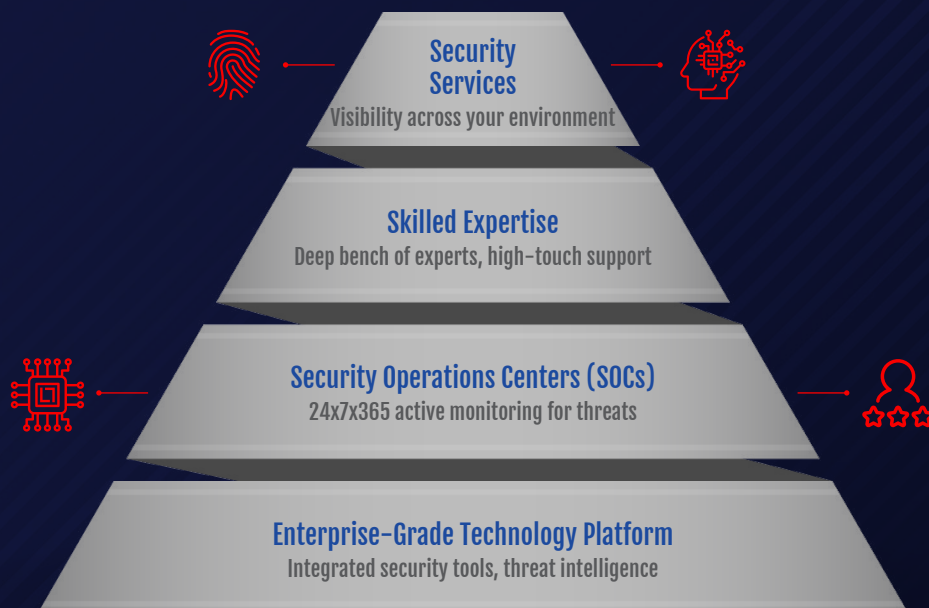 Security
Services
Visibility across your environment
Skilled Expertise
Deep bench of experts, high-touch support
Security Operations Centers (SOCs)
24x7x365 active monitoring for threats
Enterprise-Grade Technology Platform
Integrated security tools, threat intelligence